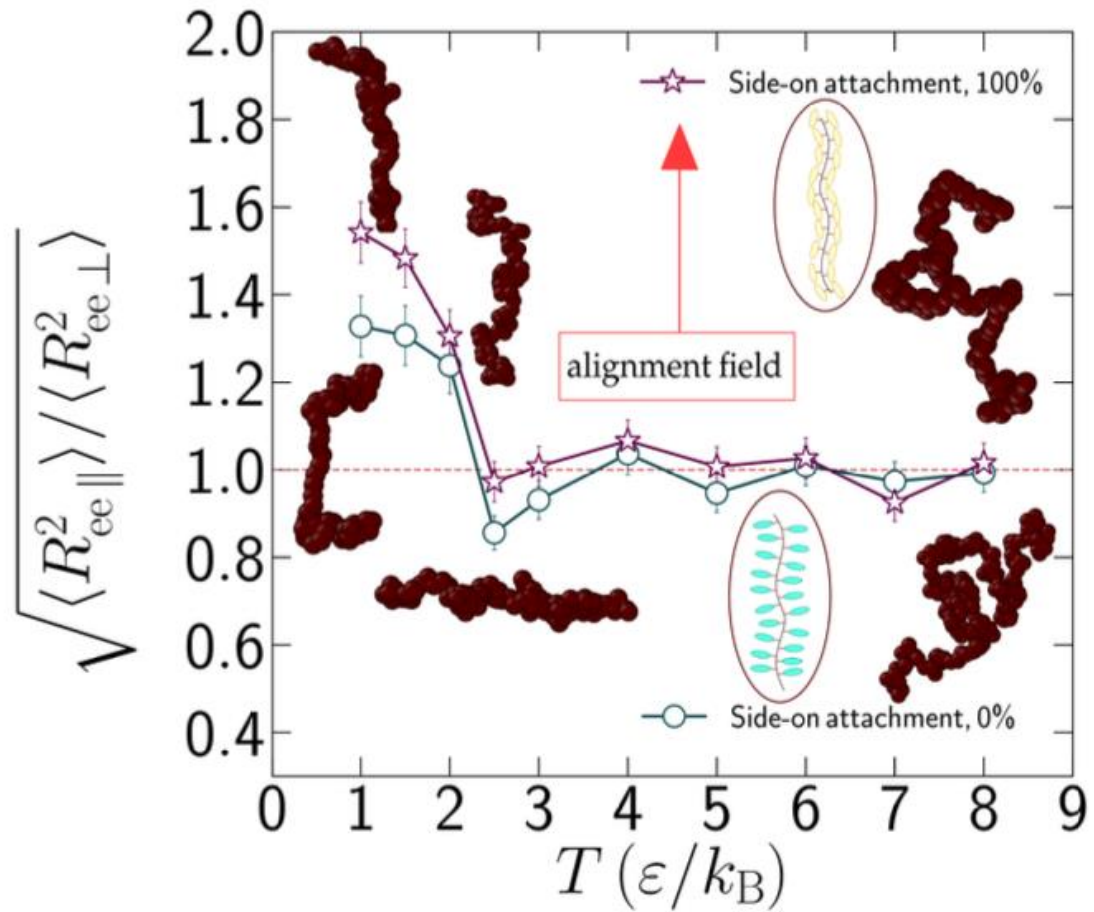 2.0
1.8
1.6
1.4
1.2
1.0
0.8
0.6
0.4
0 1 2 3 4 5 6 7 8 9
√⟨R²ee∥⟩/⟨R²ee⊥⟩
T (ε/kB)
Side-on attachment, 100%
alignment field
Side-on attachment, 0%